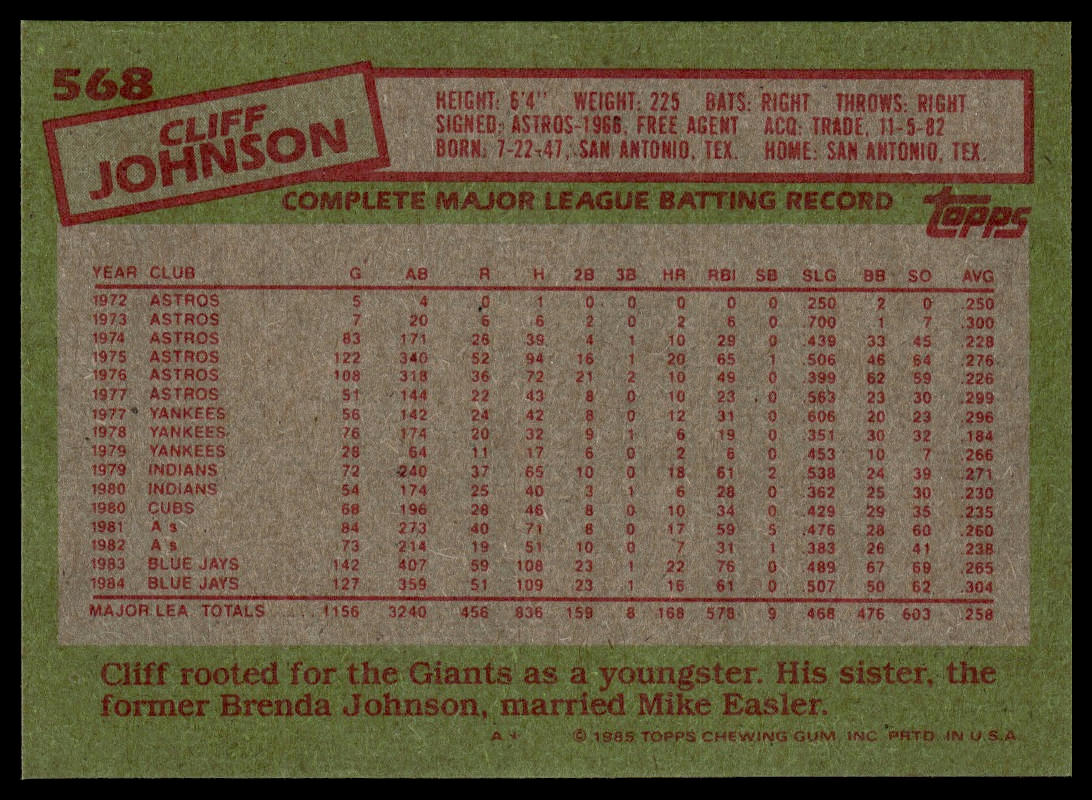 568
CLIFF
JOHNSON
HEIGHT: 6'4" WEIGHT: 225 BATS: RIGHT THROWS: RIGHT
SIGNED: ASTROS-1966, FREE AGENT ACQ: TRADE, 11-5-82
BORN: 7-22-47, SAN ANTONIO, TEX. HOME: SAN ANTONIO, TEX.
COMPLETE MAJOR LEAGUE BATTING RECORD
topps
YEAR CLUB G AB R H 2B 3B HR RBI SB SLG BB SO AVG
1972 ASTROS 5 4 0 1 0 0 0 0 0 .250 2 0 .250
1973 ASTROS 7 20 6 6 2 0 2 6 0 .700 1 7 .300
1974 ASTROS 83 171 26 39 4 1 10 29 0 .439 33 45 .228
1975 ASTROS 122 340 52 94 16 1 20 65 1 .506 46 64 .276
1976 ASTROS 108 318 36 72 21 2 10 49 0 .399 62 59 .226
1977 ASTROS 51 144 22 43 8 0 10 23 0 .563 23 30 .299
1977 YANKEES 56 142 24 42 8 0 12 31 0 .606 20 23 .296
1978 YANKEES 76 174 20 32 9 1 6 19 0 .351 30 32 .184
1979 YANKEES 28 64 11 17 6 0 2 6 0 .453 10 7 .266
1979 INDIANS 72 240 37 65 10 0 18 61 2 .538 24 39 .271
1980 INDIANS 54 174 25 40 3 1 6 28 0 .362 25 30 .230
1980 CUBS 68 196 28 46 8 0 10 34 0 .429 29 35 .235
1981 A's 84 273 40 71 8 0 17 59 5 .476 28 60 .260
1982 A's 73 214 19 51 10 0 7 31 1 .383 26 41 .238
1983 BLUE JAYS 142 407 59 108 23 1 22 76 0 .489 67 69 .265
1984 BLUE JAYS 127 359 51 109 23 1 16 61 0 .507 50 62 .304
MAJOR LEA. TOTALS .... 1156 3240 456 836 159 8 168 578 9 .468 476 603 .258
Cliff rooted for the Giants as a youngster. His sister, the
former Brenda Johnson, married Mike Easler.
A* © 1985 TOPPS CHEWING GUM, INC. PRTD. IN U.S.A.